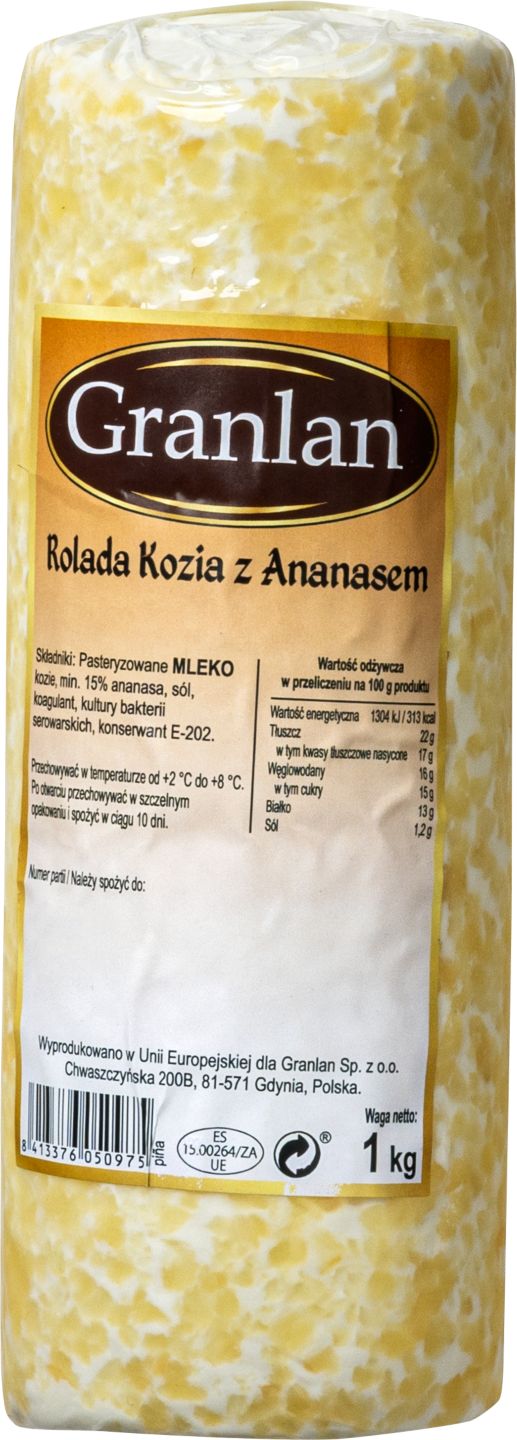 Granlan
Rolada Kozia z Ananasem
Składniki: Pasteryzowane MLEKO
kozie, min. 15% ananasa, sól,
koagulant, kultury bakterii
serowarskich, konserwant E-202.
Przechowywać w temperaturze od +2 °C do +8 °C.
Po otwarciu przechowywać w szczelnym
opakowaniu i spożyć w ciągu 10 dni.
Wartość odżywcza
w przeliczeniu na 100 g produktu
Wartość energetyczna 1304 kJ / 313 kcal
Tłuszcz 22 g
w tym kwasy tłuszczowe nasycone 17 g
Węglowodany 16 g
w tym cukry 15 g
Białko 13 g
Sól 1,2 g
Numer partii / Należy spożyć do:
Wyprodukowano w Unii Europejskiej dla Granlan Sp. z o.o.
Chwaszczyńska 200B, 81-571 Gdynia, Polska.
8 413376 050975
piña
ES
15.00264/ZA
UE
®
Waga netto:
1 kg